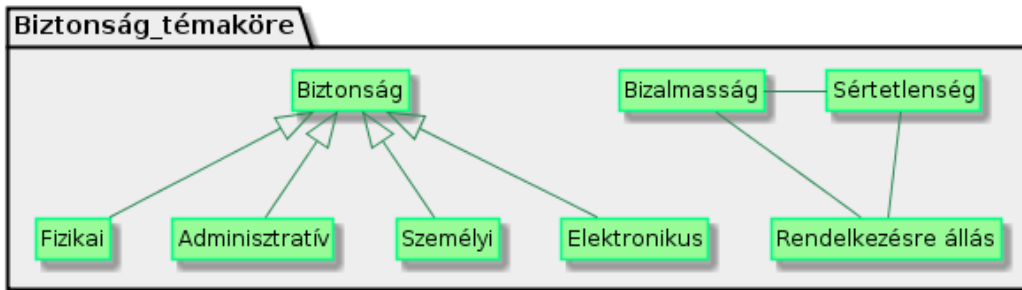 Biztonság_témaköre
Biztonság
Bizalmasság
Sértetlenség
Fizikai
Adminisztratív
Személyi
Elektronikus
Rendelkezésre állás